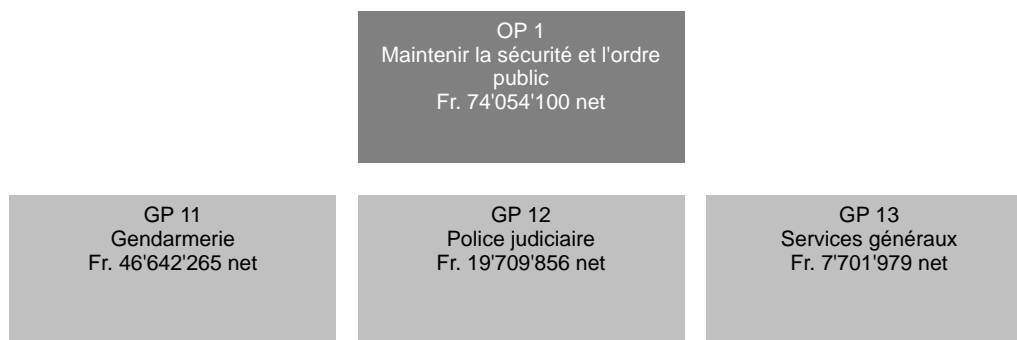 OP 1
Maintenir la sécurité et l'ordre
public
Fr. 74'054'100 net
GP 11
Gendarmerie
Fr. 46'642'265 net
GP 12
Police judiciaire
Fr. 19'709'856 net
GP 13
Services généraux
Fr. 7'701'979 net